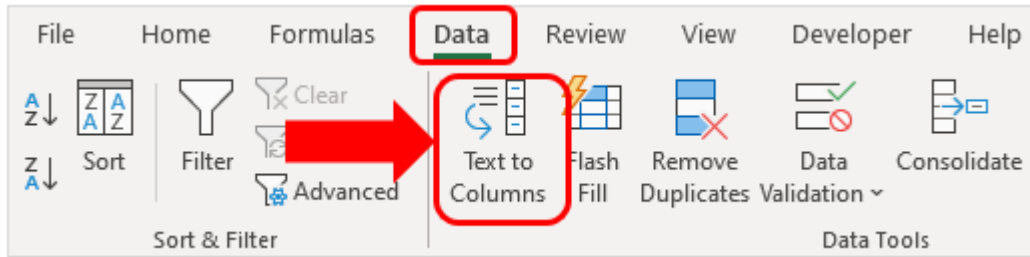 File Home Formulas Data Review View Developer Help
A
Z
Z A
A Z
Clear
Z
A
Sort Filter
Advanced
Text to
Columns
Flash
Fill
Remove
Duplicates
Data
Validation
Consolidate
Sort & Filter
Data Tools